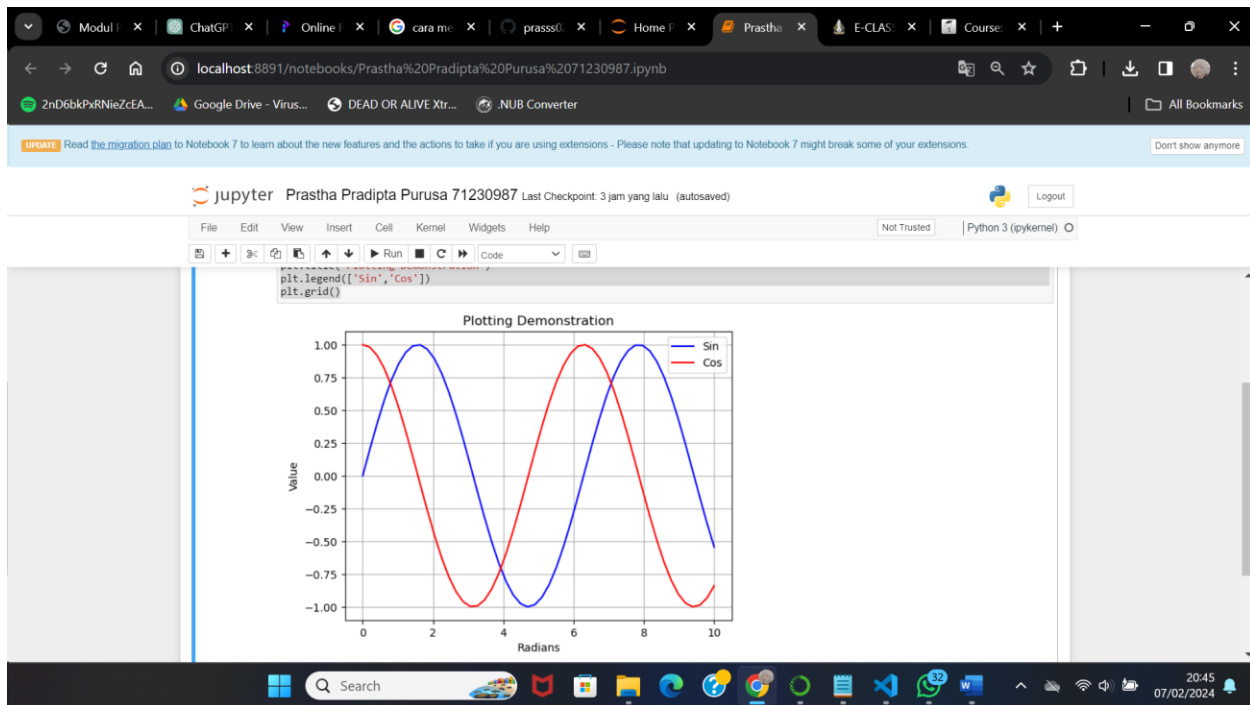 Modul F
ChatGP
Online F
cara me
prasss0
Home P
Prastha
E-CLAS
Course:
localhost:8891/notebooks/Prastha%20Pradipta%20Purusa%2071230987.ipynb
2nD6bkPxRNieZcEA...
Google Drive - Virus...
DEAD OR ALIVE Xtr...
.NUB Converter
All Bookmarks
UPDATE Read the migration plan to Notebook 7 to learn about the new features and the actions to take if you are using extensions - Please note that updating to Notebook 7 might break some of your extensions.
Don't show anymore
jupyter Prastha Pradipta Purusa 71230987 Last Checkpoint: 3 jam yang lalu (autosaved)
Logout
File Edit View Insert Cell Kernel Widgets Help
Not Trusted
Python 3 (ipykernel)
Run
Code
plt.title('Plotting Demonstration')
plt.legend(['Sin','Cos'])
plt.grid()
Plotting Demonstration
Sin
Cos
1.00
0.75
0.50
0.25
0.00
−0.25
−0.50
−0.75
−1.00
Value
0 2 4 6 8 10
Radians
Search
32
20:45
07/02/2024